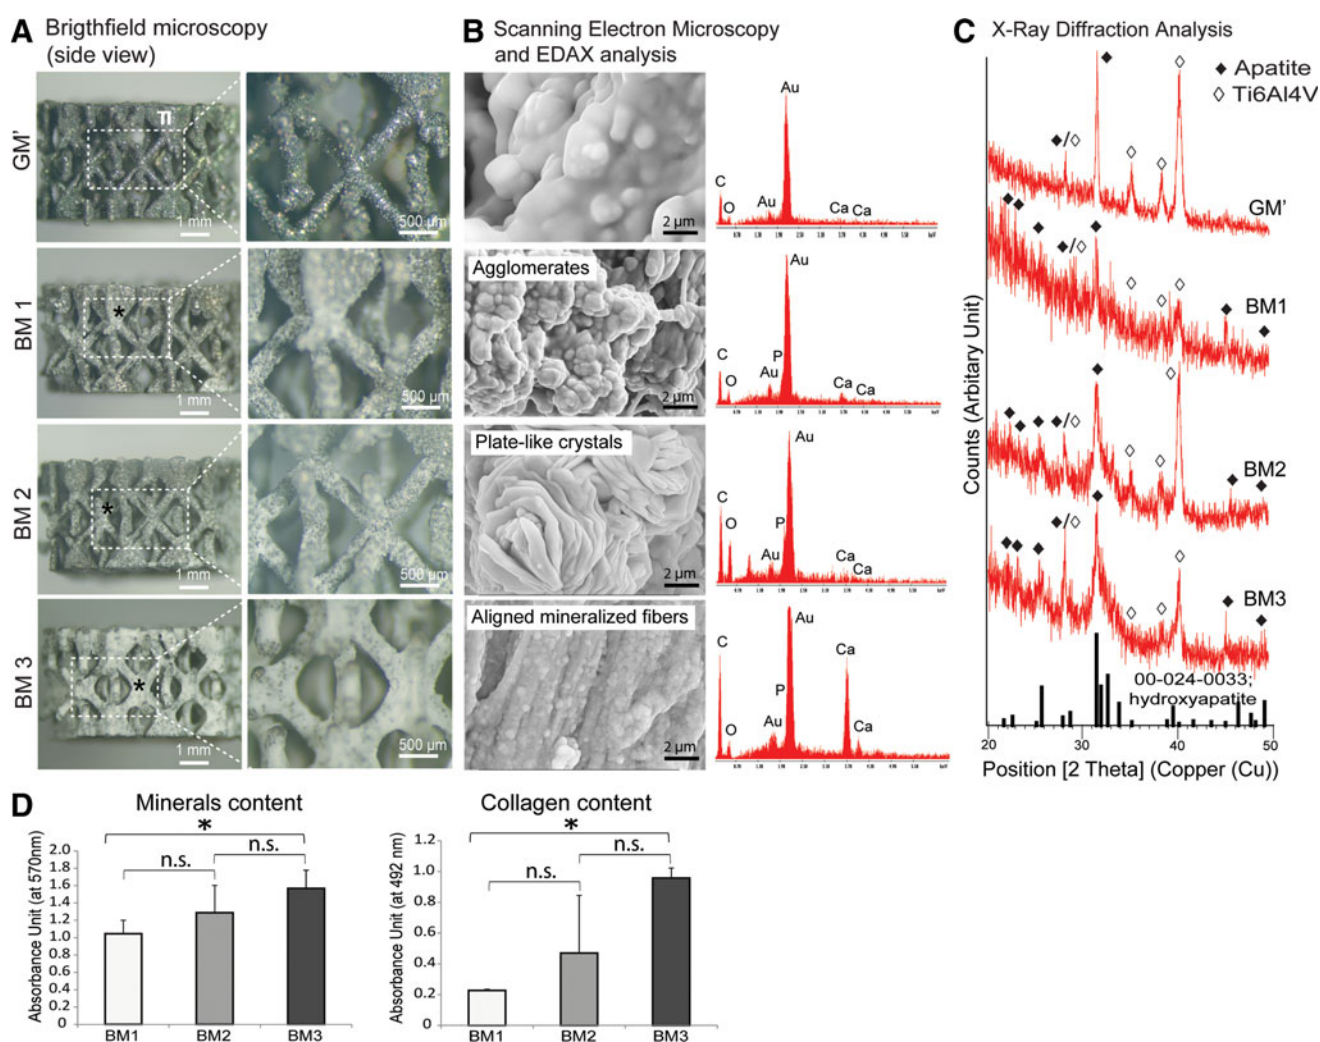 A Brigthfield microscopy
(side view)
GM'
Ti
1 mm
500 µm
BM 1
*
1 mm
500 µm
BM 2
*
1 mm
500 µm
BM 3
*
1 mm
500 µm
B Scanning Electron Microscopy
and EDAX analysis
2 µm
C
O
Au
Au
Ca
Ca
Agglomerates
2 µm
C
O
P
Au
Au
Ca
Ca
Plate-like crystals
2 µm
C
O
Au
P
Au
Ca
Ca
Aligned mineralized fibers
2 µm
C
O
Au
P
Au
Ca
Ca
C X-Ray Diffraction Analysis
◆ Apatite
◇ Ti6Al4V
Counts (Arbitary Unit)
◆/◇
GM'
◆/◇
BM1
◆/◇
BM2
◆/◇
BM3
00-024-0033;
hydroxyapatite
20 30 40 50
Position [2 Theta] (Copper (Cu))
D Minerals content
Absorbance Unit (at 570nm)
2.0
1.8
1.6
1.4
1.2
1.0
0.8
0.6
0.4
0.2
0
*
n.s.
n.s.
BM1 BM2 BM3
Collagen content
Absorbance Unit (at 492 nm)
1.2
1
0.8
0.6
0.4
0.2
0
*
n.s.
n.s.
BM1 BM2 BM3